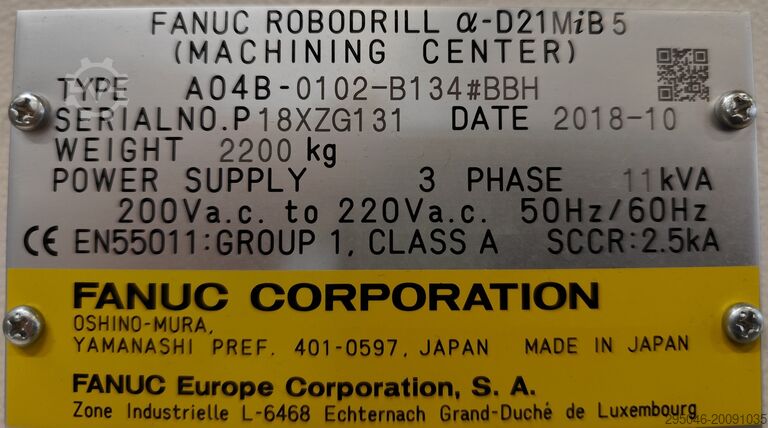 FANUC ROBODRILL α-D21MiB5
(MACHINING CENTER)
TYPE A04B-0102-B134#BBH
SERIALNO.P18XZG131 DATE 2018-10
WEIGHT 2200 kg
POWER SUPPLY 3 PHASE 11kVA
200Va.c. to 220Va.c. 50Hz/60Hz
CE EN55011:GROUP 1, CLASS A SCCR:2.5kA
FANUC CORPORATION
OSHINO-MURA,
YAMANASHI PREF. 401-0597, JAPAN MADE IN JAPAN
FANUC Europe Corporation, S. A.
Zone Industrielle L-6468 Echternach Grand-Duché de Luxembourg
295046-20091035